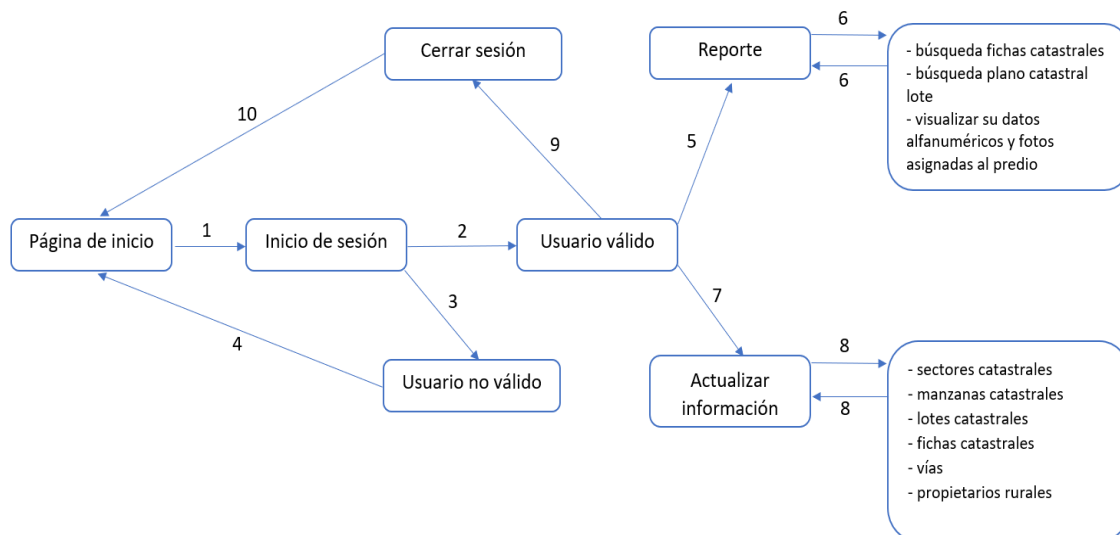 Cerrar sesión
Reporte
6
6
- búsqueda fichas catastrales
- búsqueda plano catastral
lote
- visualizar su datos
alfanuméricos y fotos
asignadas al predio
10
9
5
Página de inicio
1
Inicio de sesión
2
Usuario válido
3
7
4
Usuario no válido
Actualizar
información
8
8
- sectores catastrales
- manzanas catastrales
- lotes catastrales
- fichas catastrales
- vías
- propietarios rurales